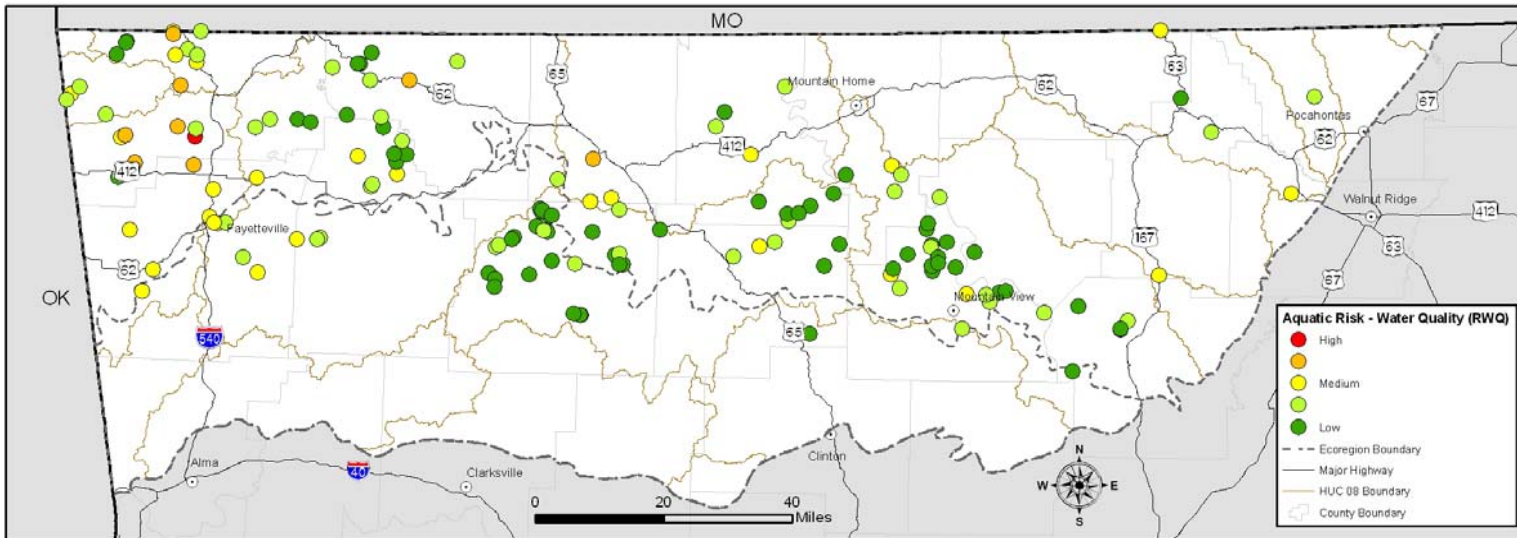 MO
63
62
65
62
Mountain Home
62
67
Pocahontas
62
412
412
Walnut Ridge
412
Fayetteville
167
63
62
67
OK
Mountain View
540
65
Aquatic Risk - Water Quality (RWQ)
High
Medium
Low
Ecoregion Boundary
Major Highway
HUC 08 Boundary
County Boundary
Clinton
Alma
40
Clarksville
N
W
E
S
0
20
40
Miles